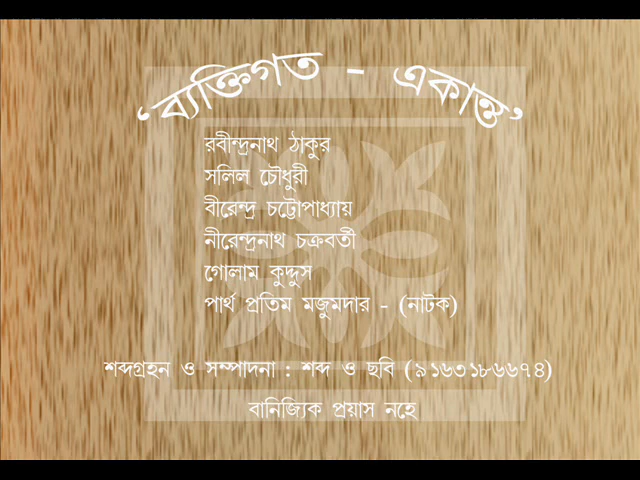 ‘ব্যক্তিগত - একান্ত’
রবীন্দ্রনাথ ঠাকুর
সলিল চৌধুরী
বীরেন্দ্র চট্টোপাধ্যায়
নীরেন্দ্রনাথ চক্রবর্তী
গোলাম কুদ্দুস
পার্থ প্রতিম মজুমদার - (নাটক)
শব্দগ্রহন ও সম্পাদনা : শব্দ ও ছবি (৯১৬৩১৮৬৬৭৪)
বানিজ্যিক প্রয়াস নহে